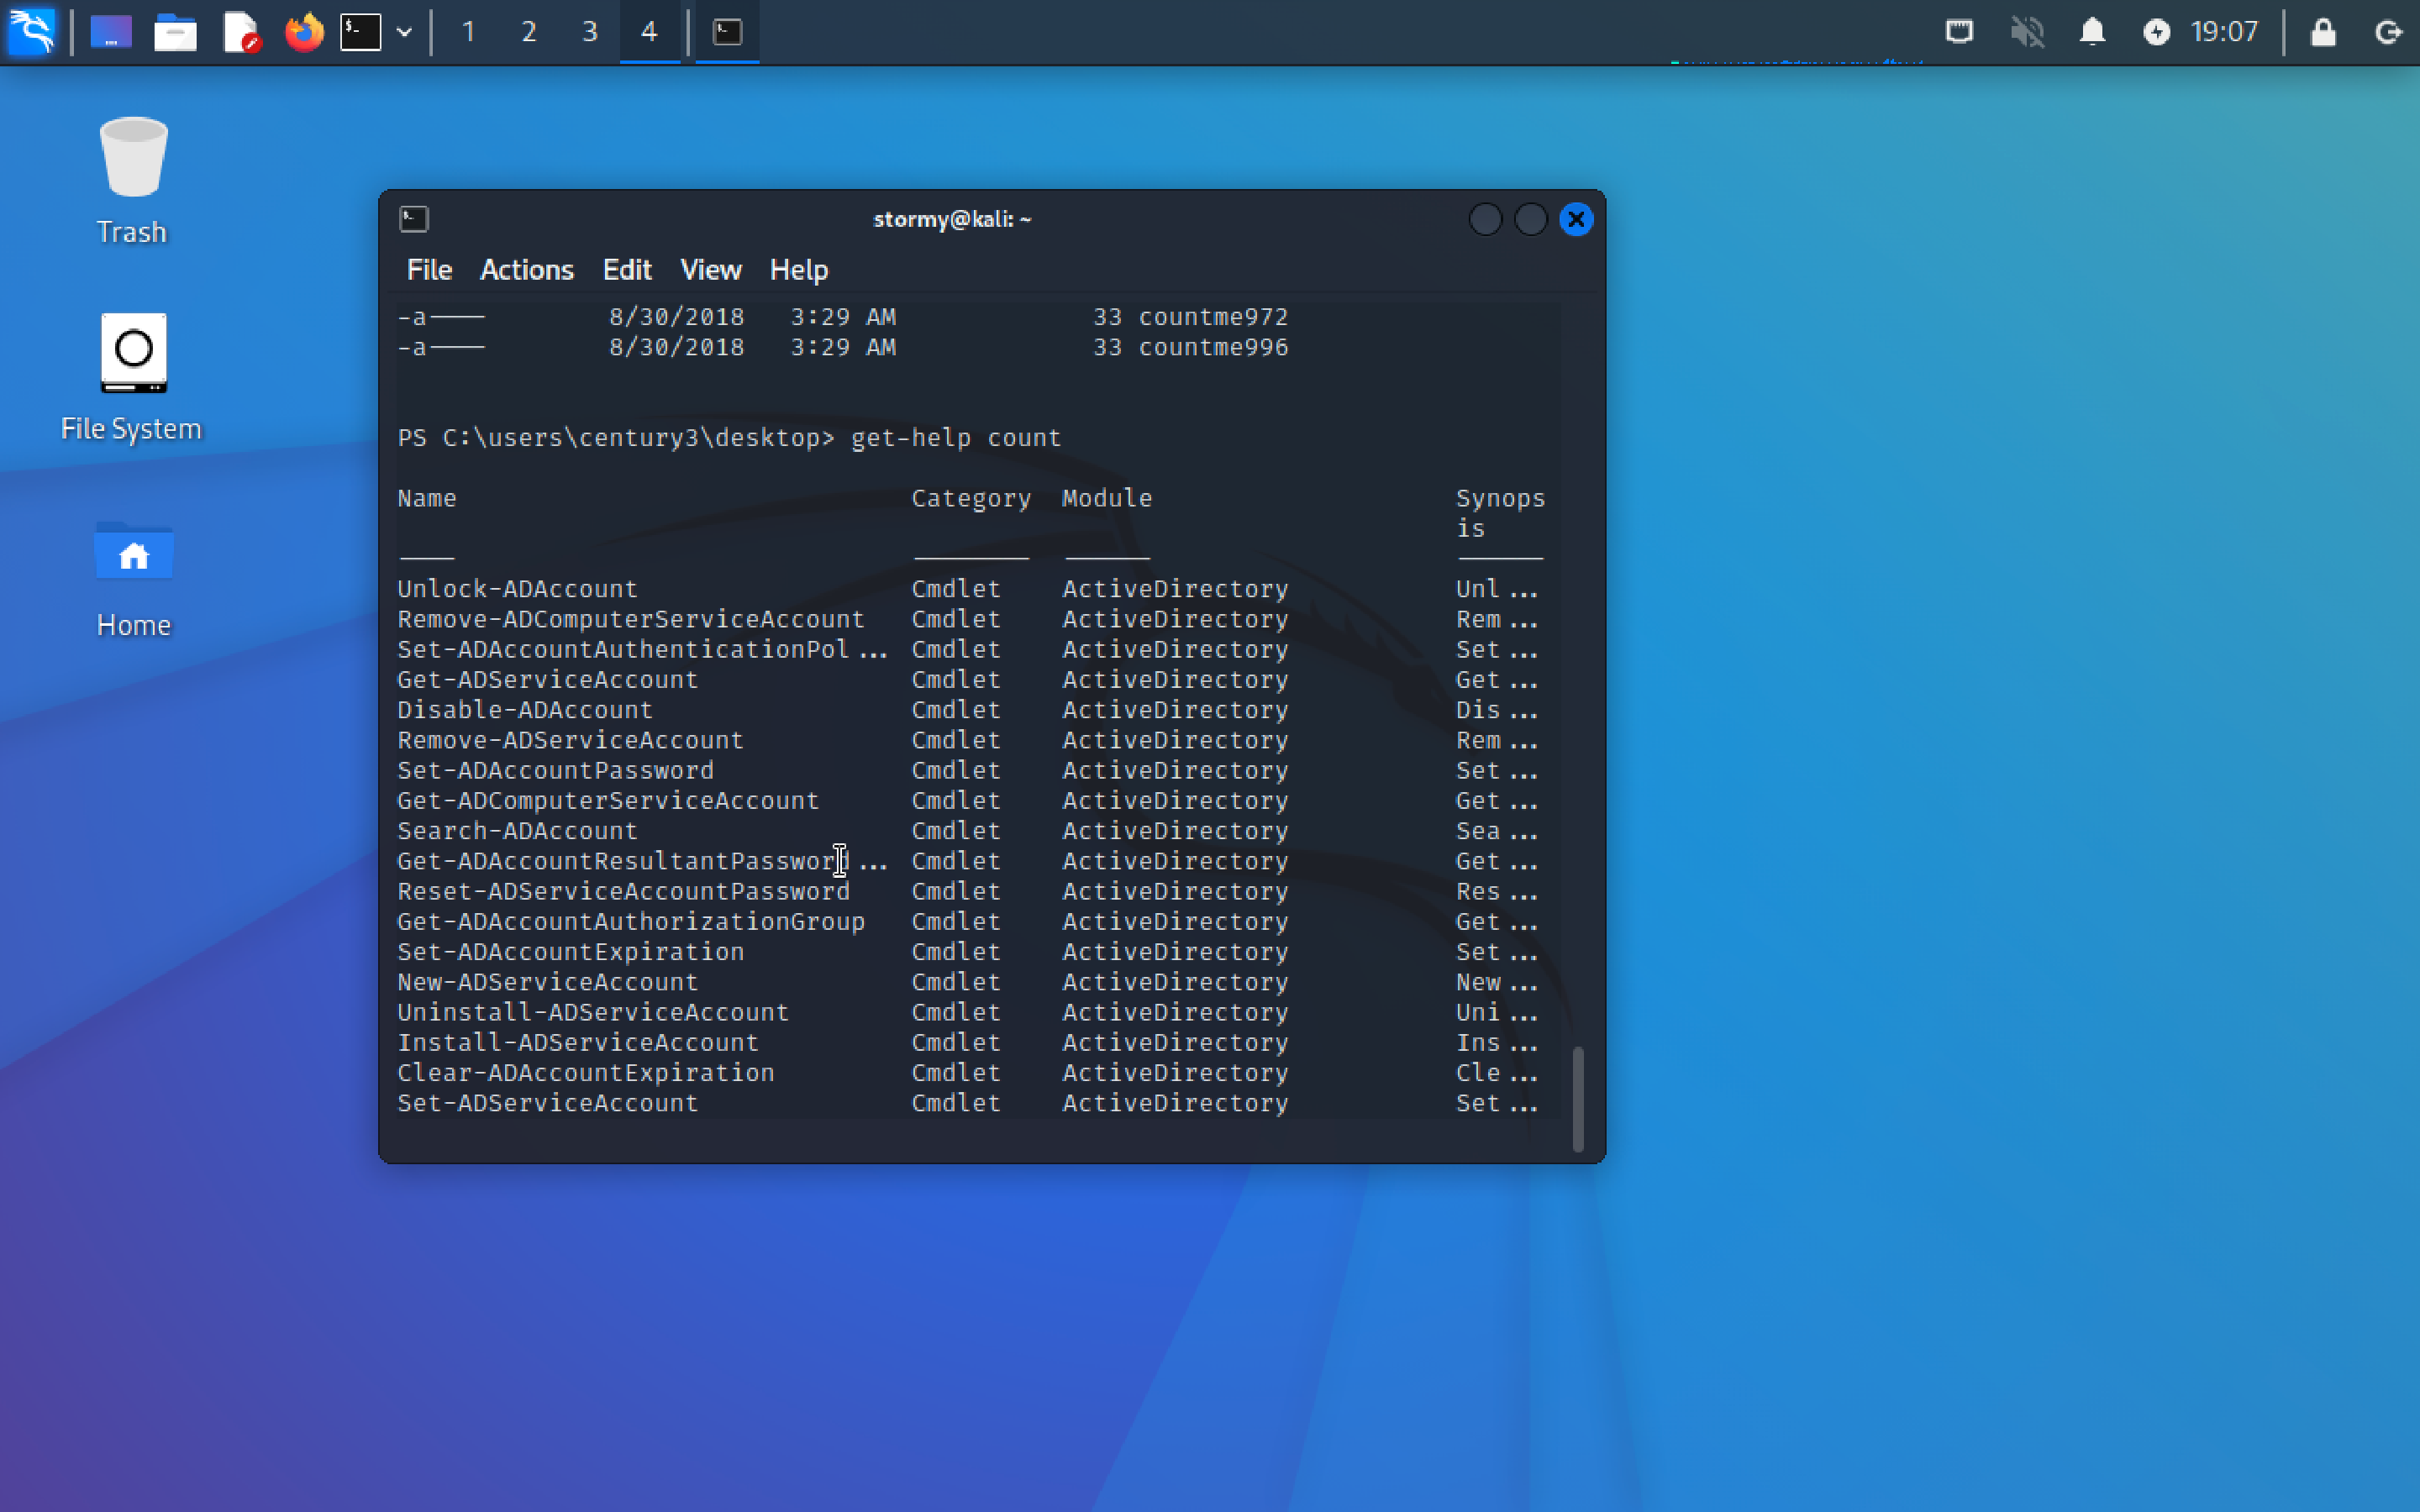 1 2 3 4 19:07
Trash
File System
Home
stormy@kali: ~
File Actions Edit View Help
-a---- 8/30/2018 3:29 AM 33 countme972
-a---- 8/30/2018 3:29 AM 33 countme996
PS C:\users\century3\desktop> get-help count
Name Category Module Synops
is
---- -------- ------ ------
Unlock-ADAccount Cmdlet ActiveDirectory Unl...
Remove-ADComputerServiceAccount Cmdlet ActiveDirectory Rem...
Set-ADAccountAuthenticationPol... Cmdlet ActiveDirectory Set...
Get-ADServiceAccount Cmdlet ActiveDirectory Get...
Disable-ADAccount Cmdlet ActiveDirectory Dis...
Remove-ADServiceAccount Cmdlet ActiveDirectory Rem...
Set-ADAccountPassword Cmdlet ActiveDirectory Set...
Get-ADComputerServiceAccount Cmdlet ActiveDirectory Get...
Search-ADAccount Cmdlet ActiveDirectory Sea...
Get-ADAccountResultantPassword... Cmdlet ActiveDirectory Get...
Reset-ADServiceAccountPassword Cmdlet ActiveDirectory Res...
Get-ADAccountAuthorizationGroup Cmdlet ActiveDirectory Get...
Set-ADAccountExpiration Cmdlet ActiveDirectory Set...
New-ADServiceAccount Cmdlet ActiveDirectory New...
Uninstall-ADServiceAccount Cmdlet ActiveDirectory Uni...
Install-ADServiceAccount Cmdlet ActiveDirectory Ins...
Clear-ADAccountExpiration Cmdlet ActiveDirectory Cle...
Set-ADServiceAccount Cmdlet ActiveDirectory Set...